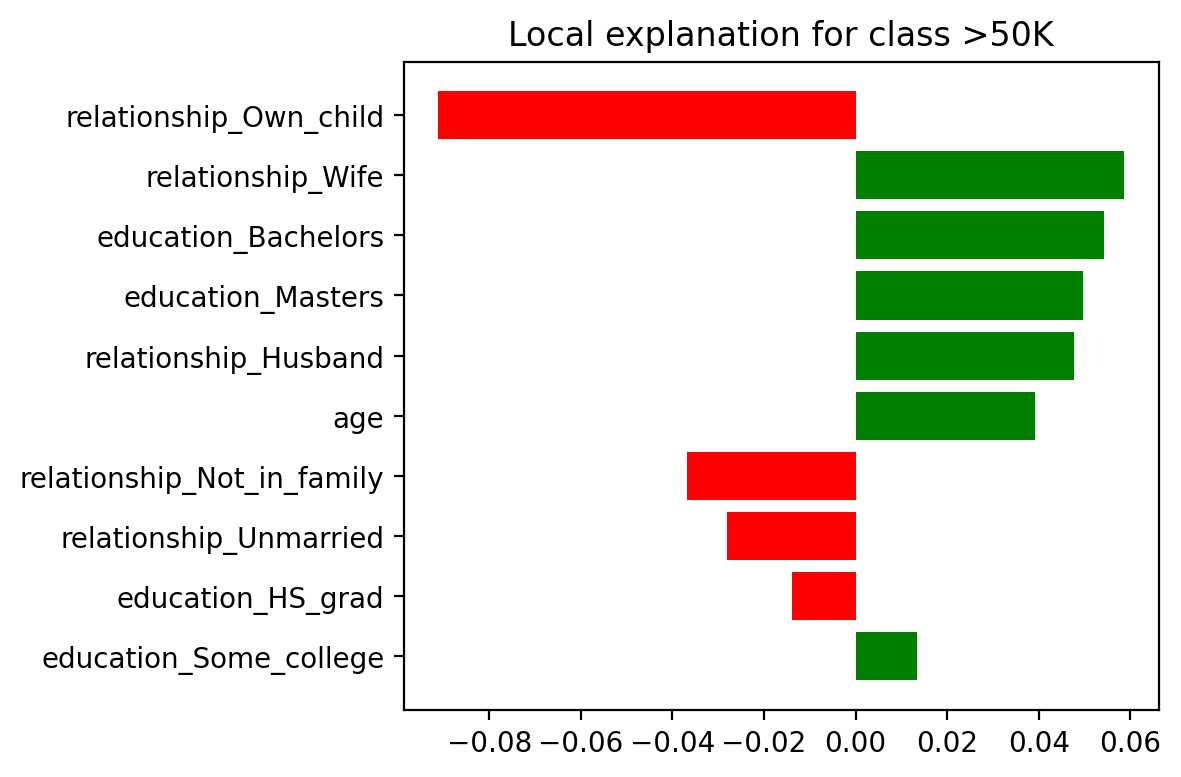 Local explanation for class >50K
relationship_Own_child
relationship_Wife
education_Bachelors
education_Masters
relationship_Husband
age
relationship_Not_in_family
relationship_Unmarried
education_HS_grad
education_Some_college
−0.08 −0.06 −0.04 −0.02 0.00 0.02 0.04 0.06